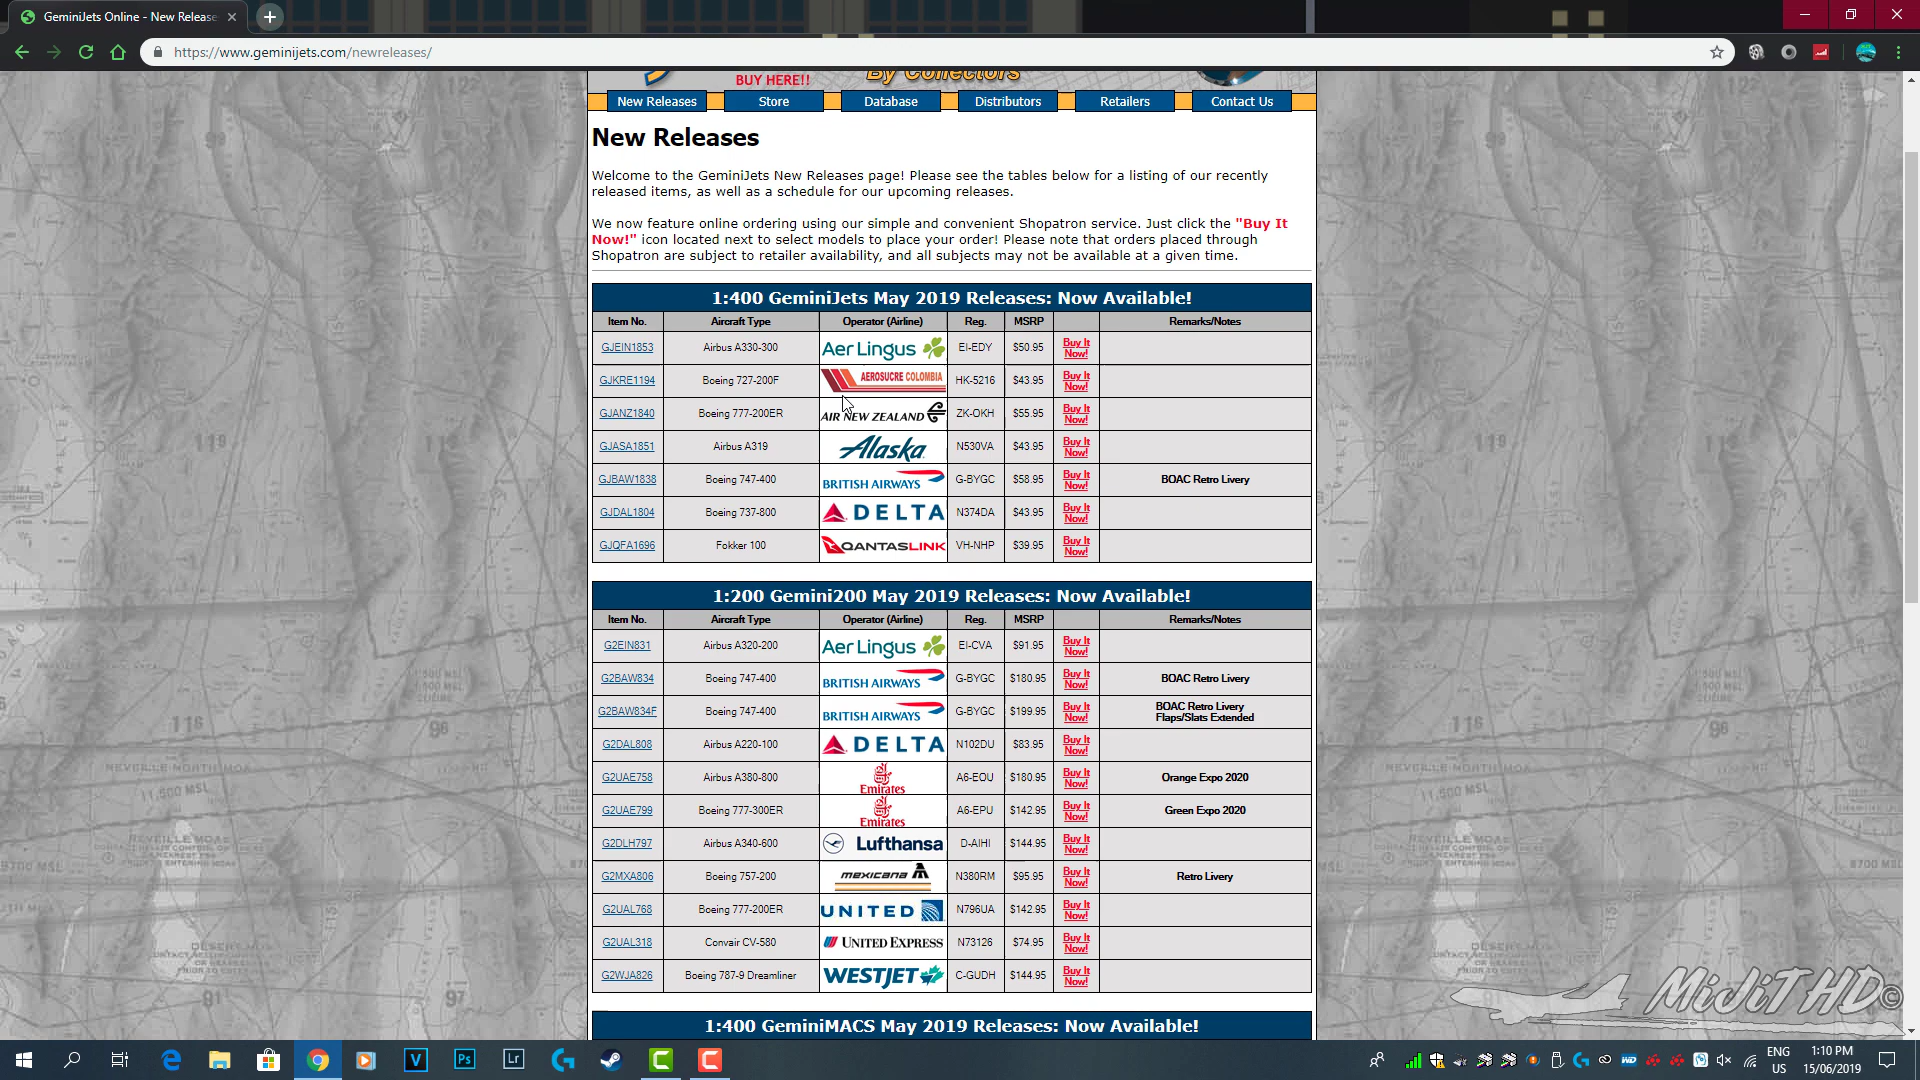 GeminiJets Online - New Release
https://www.geminijets.com/newreleases/
BUY HERE!!
By Collectors
New Releases Store Database Distributors Retailers Contact Us
New Releases
Welcome to the GeminiJets New Releases page! Please see the tables below for a listing of our recently
released items, as well as a schedule for our upcoming releases.
We now feature online ordering using our simple and convenient Shopatron service. Just click the "Buy It
Now!" icon located next to select models to place your order! Please note that orders placed through
Shopatron are subject to retailer availability, and all subjects may not be available at a given time.
1:400 GeminiJets May 2019 Releases: Now Available!
Item No. Aircraft Type Operator (Airline) Reg. MSRP Remarks/Notes
GJEIN1853 Airbus A330-300 Aer Lingus EI-EDY $50.95 Buy It Now!
GJKRE1194 Boeing 727-200F AEROSUCRE COLOMBIA HK-5216 $43.95 Buy It Now!
GJANZ1840 Boeing 777-200ER AIR NEW ZEALAND ZK-OKH $55.95 Buy It Now!
GJASA1851 Airbus A319 Alaska N530VA $43.95 Buy It Now!
GJBAW1838 Boeing 747-400 BRITISH AIRWAYS G-BYGC $58.95 Buy It Now! BOAC Retro Livery
GJDAL1804 Boeing 737-800 DELTA N374DA $43.95 Buy It Now!
GJQFA1696 Fokker 100 QANTASLINK VH-NHP $39.95 Buy It Now!
1:200 Gemini200 May 2019 Releases: Now Available!
Item No. Aircraft Type Operator (Airline) Reg. MSRP Remarks/Notes
G2EIN831 Airbus A320-200 Aer Lingus EI-CVA $91.95 Buy It Now!
G2BAW834 Boeing 747-400 BRITISH AIRWAYS G-BYGC $180.95 Buy It Now! BOAC Retro Livery
G2BAW834F Boeing 747-400 BRITISH AIRWAYS G-BYGC $199.95 Buy It Now! BOAC Retro Livery Flaps/Slats Extended
G2DAL808 Airbus A220-100 DELTA N102DU $83.95 Buy It Now!
G2UAE758 Airbus A380-800 Emirates A6-EOU $180.95 Buy It Now! Orange Expo 2020
G2UAE799 Boeing 777-300ER Emirates A6-EPU $142.95 Buy It Now! Green Expo 2020
G2DLH797 Airbus A340-600 Lufthansa D-AIHI $144.95 Buy It Now!
G2MXA806 Boeing 757-200 mexicana N380RM $95.95 Buy It Now! Retro Livery
G2UAL768 Boeing 777-200ER UNITED N796UA $142.95 Buy It Now!
G2UAL318 Convair CV-580 UNITED EXPRESS N73126 $74.95 Buy It Now!
G2WJA826 Boeing 787-9 Dreamliner WESTJET C-GUDH $144.95 Buy It Now!
1:400 GeminiMACS May 2019 Releases: Now Available!
MiJiT HD©
ENG
US
1:10 PM
15/06/2019